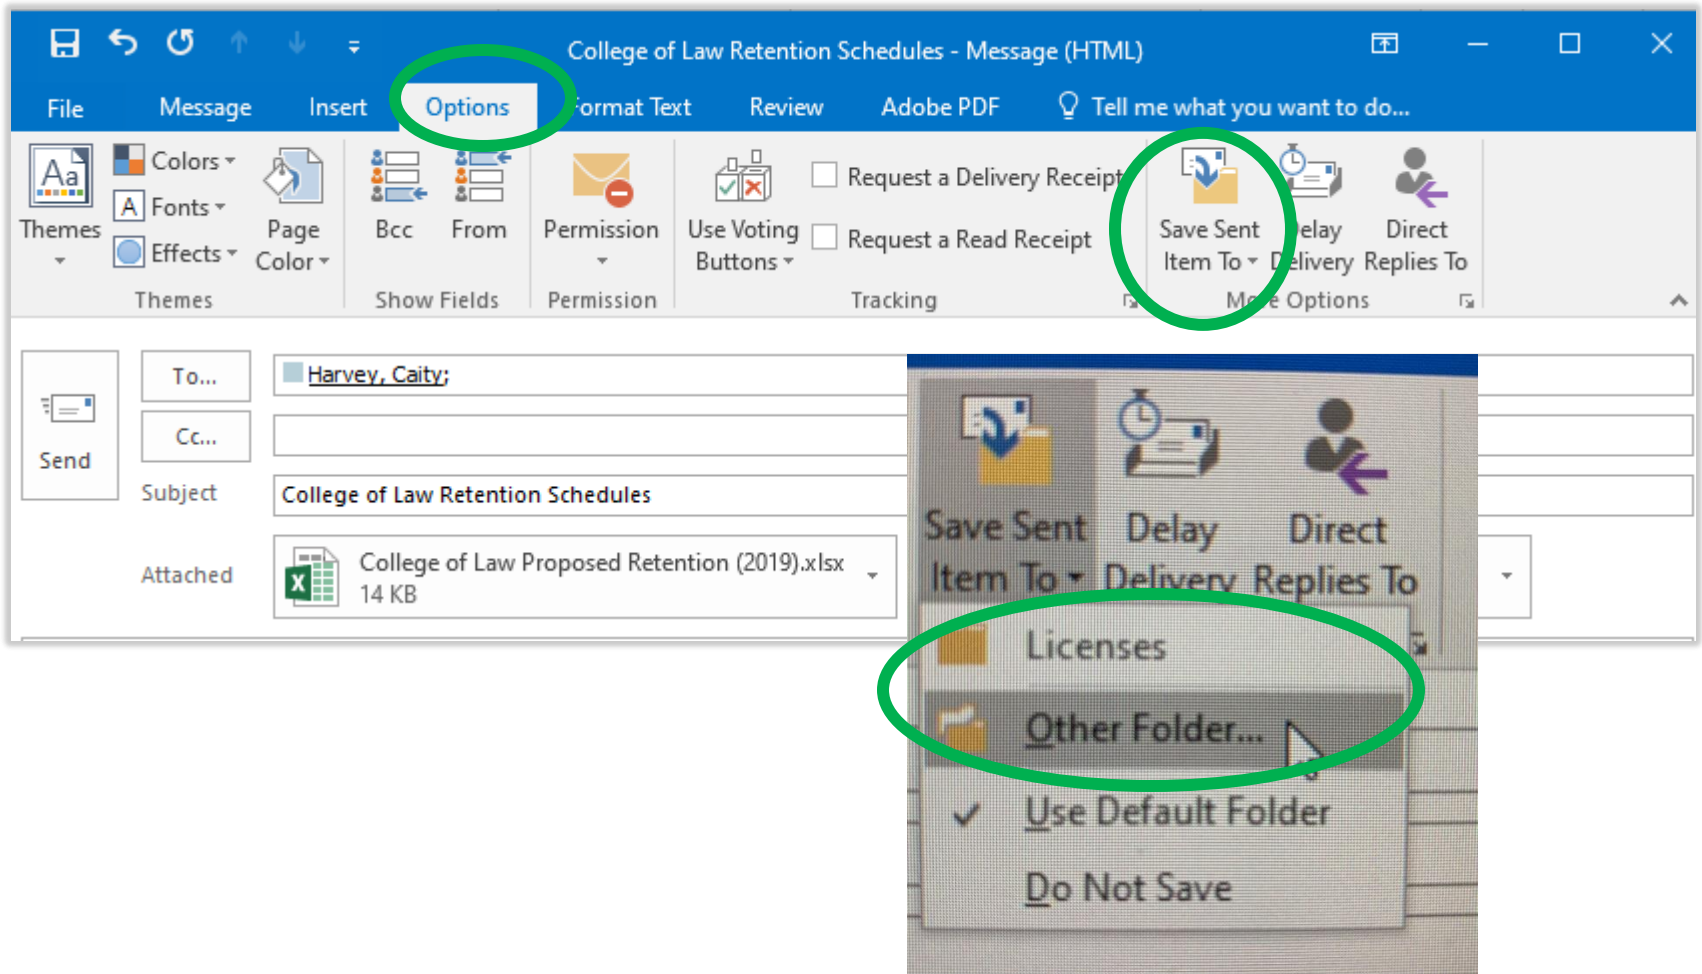 College of Law Retention Schedules - Message (HTML)
File Message Insert Options Format Text Review Adobe PDF Tell me what you want to do...
Aa
Themes
Colors
A Fonts
Effects
Page
Color
Themes
Bcc From
Show Fields
Permission
Permission
Use Voting
Buttons
Request a Delivery Receipt
Request a Read Receipt
Tracking
Save Sent
Item To
Delay
Delivery
Direct
Replies To
More Options
Send
To... Harvey, Caity;
Cc...
Subject College of Law Retention Schedules
Attached
College of Law Proposed Retention (2019).xlsx
14 KB
Save Sent
Item To
Delay
Delivery
Direct
Replies To
Licenses
Other Folder...
Use Default Folder
Do Not Save